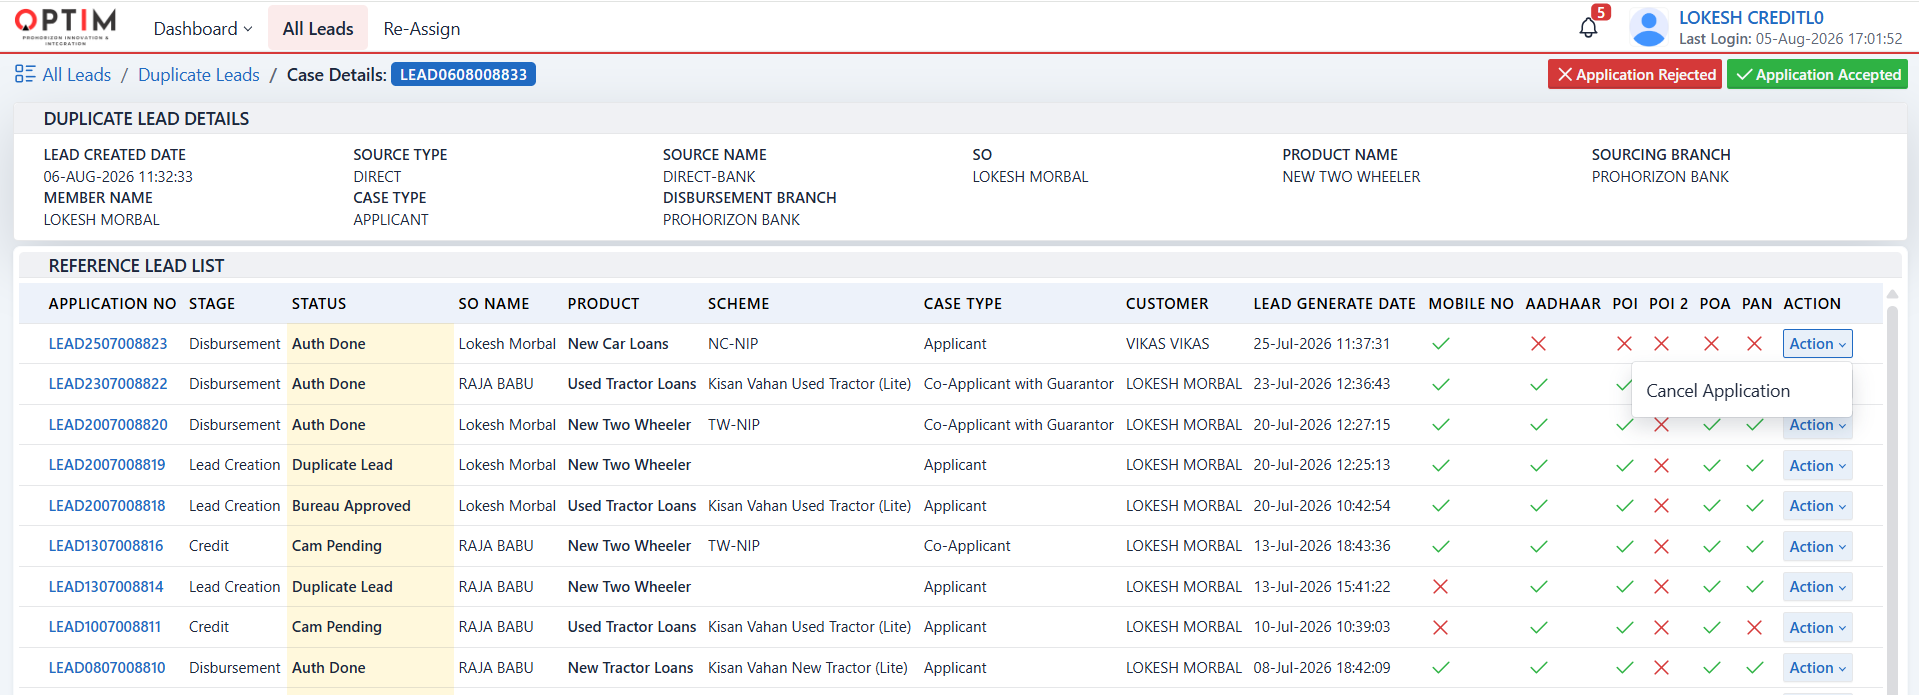 OPTIM
PROHORIZON INNOVATION &
INTEGRATION
Dashboard All Leads Re-Assign
5
LOKESH CREDITL0
Last Login: 05-Aug-2026 17:01:52
All Leads / Duplicate Leads / Case Details: LEAD0608008833
Application Rejected Application Accepted
DUPLICATE LEAD DETAILS
LEAD CREATED DATE SOURCE TYPE SOURCE NAME SO PRODUCT NAME SOURCING BRANCH
06-AUG-2026 11:32:33 DIRECT DIRECT-BANK LOKESH MORBAL NEW TWO WHEELER PROHORIZON BANK
MEMBER NAME CASE TYPE DISBURSEMENT BRANCH
LOKESH MORBAL APPLICANT PROHORIZON BANK
REFERENCE LEAD LIST
APPLICATION NO STAGE STATUS SO NAME PRODUCT SCHEME CASE TYPE CUSTOMER LEAD GENERATE DATE MOBILE NO AADHAAR POI POI 2 POA PAN ACTION
LEAD2507008823 Disbursement Auth Done Lokesh Morbal New Car Loans NC-NIP Applicant VIKAS VIKAS 25-Jul-2026 11:37:31 Action
LEAD2307008822 Disbursement Auth Done RAJA BABU Used Tractor Loans Kisan Vahan Used Tractor (Lite) Co-Applicant with Guarantor LOKESH MORBAL 23-Jul-2026 12:36:43
Cancel Application
LEAD2007008820 Disbursement Auth Done Lokesh Morbal New Two Wheeler TW-NIP Co-Applicant with Guarantor LOKESH MORBAL 20-Jul-2026 12:27:15 Action
LEAD2007008819 Lead Creation Duplicate Lead Lokesh Morbal New Two Wheeler Applicant LOKESH MORBAL 20-Jul-2026 12:25:13 Action
LEAD2007008818 Lead Creation Bureau Approved Lokesh Morbal Used Tractor Loans Kisan Vahan Used Tractor (Lite) Applicant LOKESH MORBAL 20-Jul-2026 10:42:54 Action
LEAD1307008816 Credit Cam Pending RAJA BABU New Two Wheeler TW-NIP Co-Applicant LOKESH MORBAL 13-Jul-2026 18:43:36 Action
LEAD1307008814 Lead Creation Duplicate Lead RAJA BABU New Two Wheeler Applicant LOKESH MORBAL 13-Jul-2026 15:41:22 Action
LEAD1007008811 Credit Cam Pending RAJA BABU Used Tractor Loans Kisan Vahan Used Tractor (Lite) Applicant LOKESH MORBAL 10-Jul-2026 10:39:03 Action
LEAD0807008810 Disbursement Auth Done RAJA BABU New Tractor Loans Kisan Vahan New Tractor (Lite) Applicant LOKESH MORBAL 08-Jul-2026 18:42:09 Action